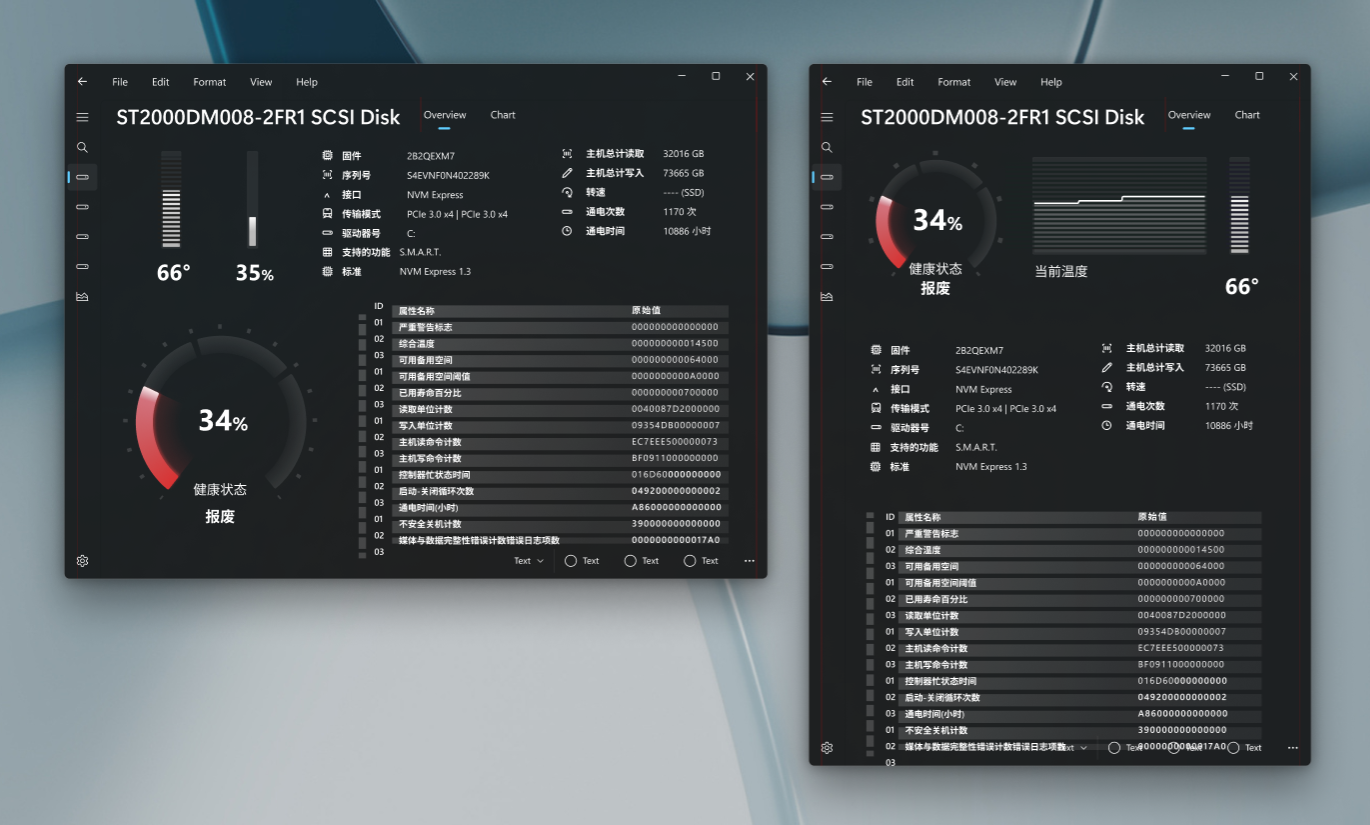 File Edit Format View Help
ST2000DM008-2FR1 SCSI Disk Overview Chart
66° 35%
固件 2B2QEXM7
序列号 S4EVNF0N402289K
接口 NVM Express
传输模式 PCIe 3.0 x4 | PCIe 3.0 x4
驱动器号 C:
支持的功能 S.M.A.R.T.
标准 NVM Express 1.3
主机总计读取 32016 GB
主机总计写入 73665 GB
转速 ---- (SSD)
通电次数 1170 次
通电时间 10886 小时
34%
健康状态
报废
ID 属性名称 原始值
01 严重警告标志 000000000000000
02 综合温度 000000000014500
03 可用备用空间 000000000064000
01 可用备用空间阈值 0000000000A0000
02 已用寿命百分比 000000000700000
03 读取单位计数 0040087D2000000
01 写入单位计数 09354DB00000007
02 主机读命令计数 EC7EEE500000073
03 主机写命令计数 BF0911000000000
01 控制器忙状态时间 016D60000000000
02 启动-关闭循环次数 049200000000002
03 通电时间(小时) A86000000000000
01 不安全关机计数 390000000000000
02 媒体与数据完整性错误计数错误日志项数 0000000000017A0
03
Text Text Text Text
File Edit Format View Help
ST2000DM008-2FR1 SCSI Disk Overview Chart
34%
健康状态
报废
当前温度
66°
固件 2B2QEXM7
序列号 S4EVNF0N402289K
接口 NVM Express
传输模式 PCIe 3.0 x4 | PCIe 3.0 x4
驱动器号 C:
支持的功能 S.M.A.R.T.
标准 NVM Express 1.3
主机总计读取 32016 GB
主机总计写入 73665 GB
转速 ---- (SSD)
通电次数 1170 次
通电时间 10886 小时
ID 属性名称 原始值
01 严重警告标志 000000000000000
02 综合温度 000000000014500
03 可用备用空间 000000000064000
01 可用备用空间阈值 0000000000A0000
02 已用寿命百分比 000000000700000
03 读取单位计数 0040087D2000000
01 写入单位计数 09354DB00000007
02 主机读命令计数 EC7EEE500000073
03 主机写命令计数 BF0911000000000
01 控制器忙状态时间 016D60000000000
02 启动-关闭循环次数 049200000000002
03 通电时间(小时) A86000000000000
01 不安全关机计数 390000000000000
02 媒体与数据完整性错误计数错误日志项数 0000000000017A0
03
Text Text Text Text